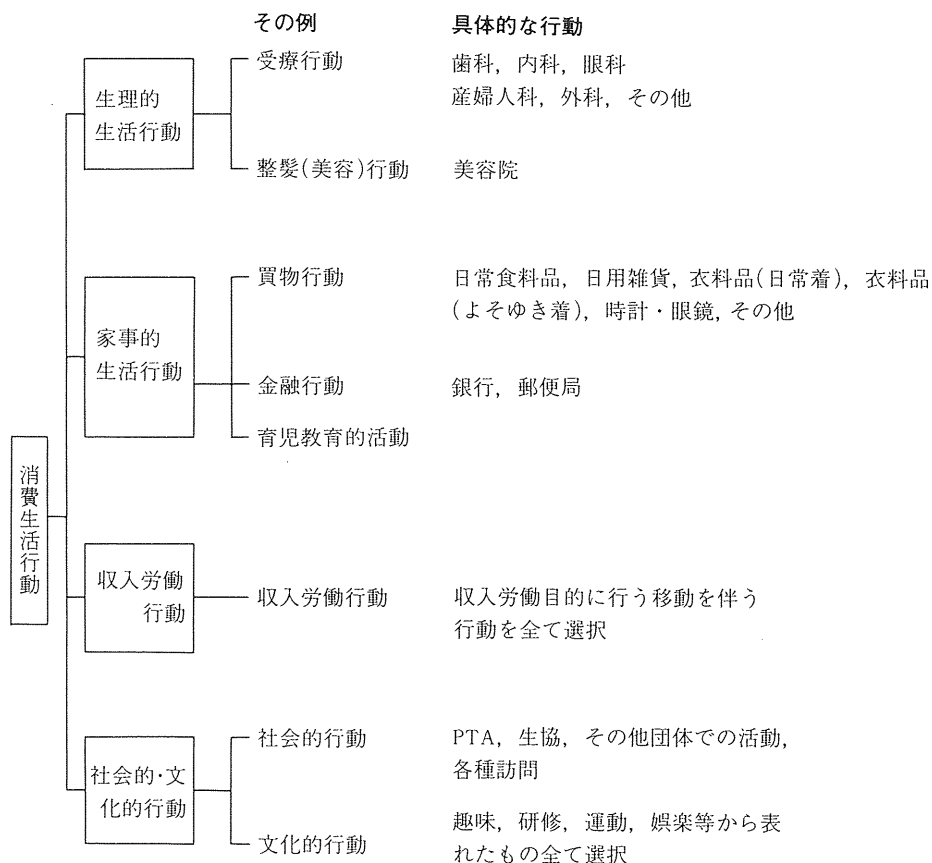 その例
具体的な行動
生理的
生活行動
受療行動
歯科，内科，眼科
産婦人科，外科，その他
整髪(美容)行動
美容院
家事的
生活行動
買物行動
日常食料品，日用雑貨，衣料品(日常着)，衣料品
(よそゆき着)，時計・眼鏡，その他
金融行動
銀行，郵便局
育児教育的活動
消費生活行動
収入労働
行動
収入労働行動
収入労働目的に行う移動を伴う
行動を全て選択
社会的・文
化的行動
社会的行動
PTA，生協，その他団体での活動，
各種訪問
文化的行動
趣味，研修，運動，娯楽等から表
れたもの全て選択